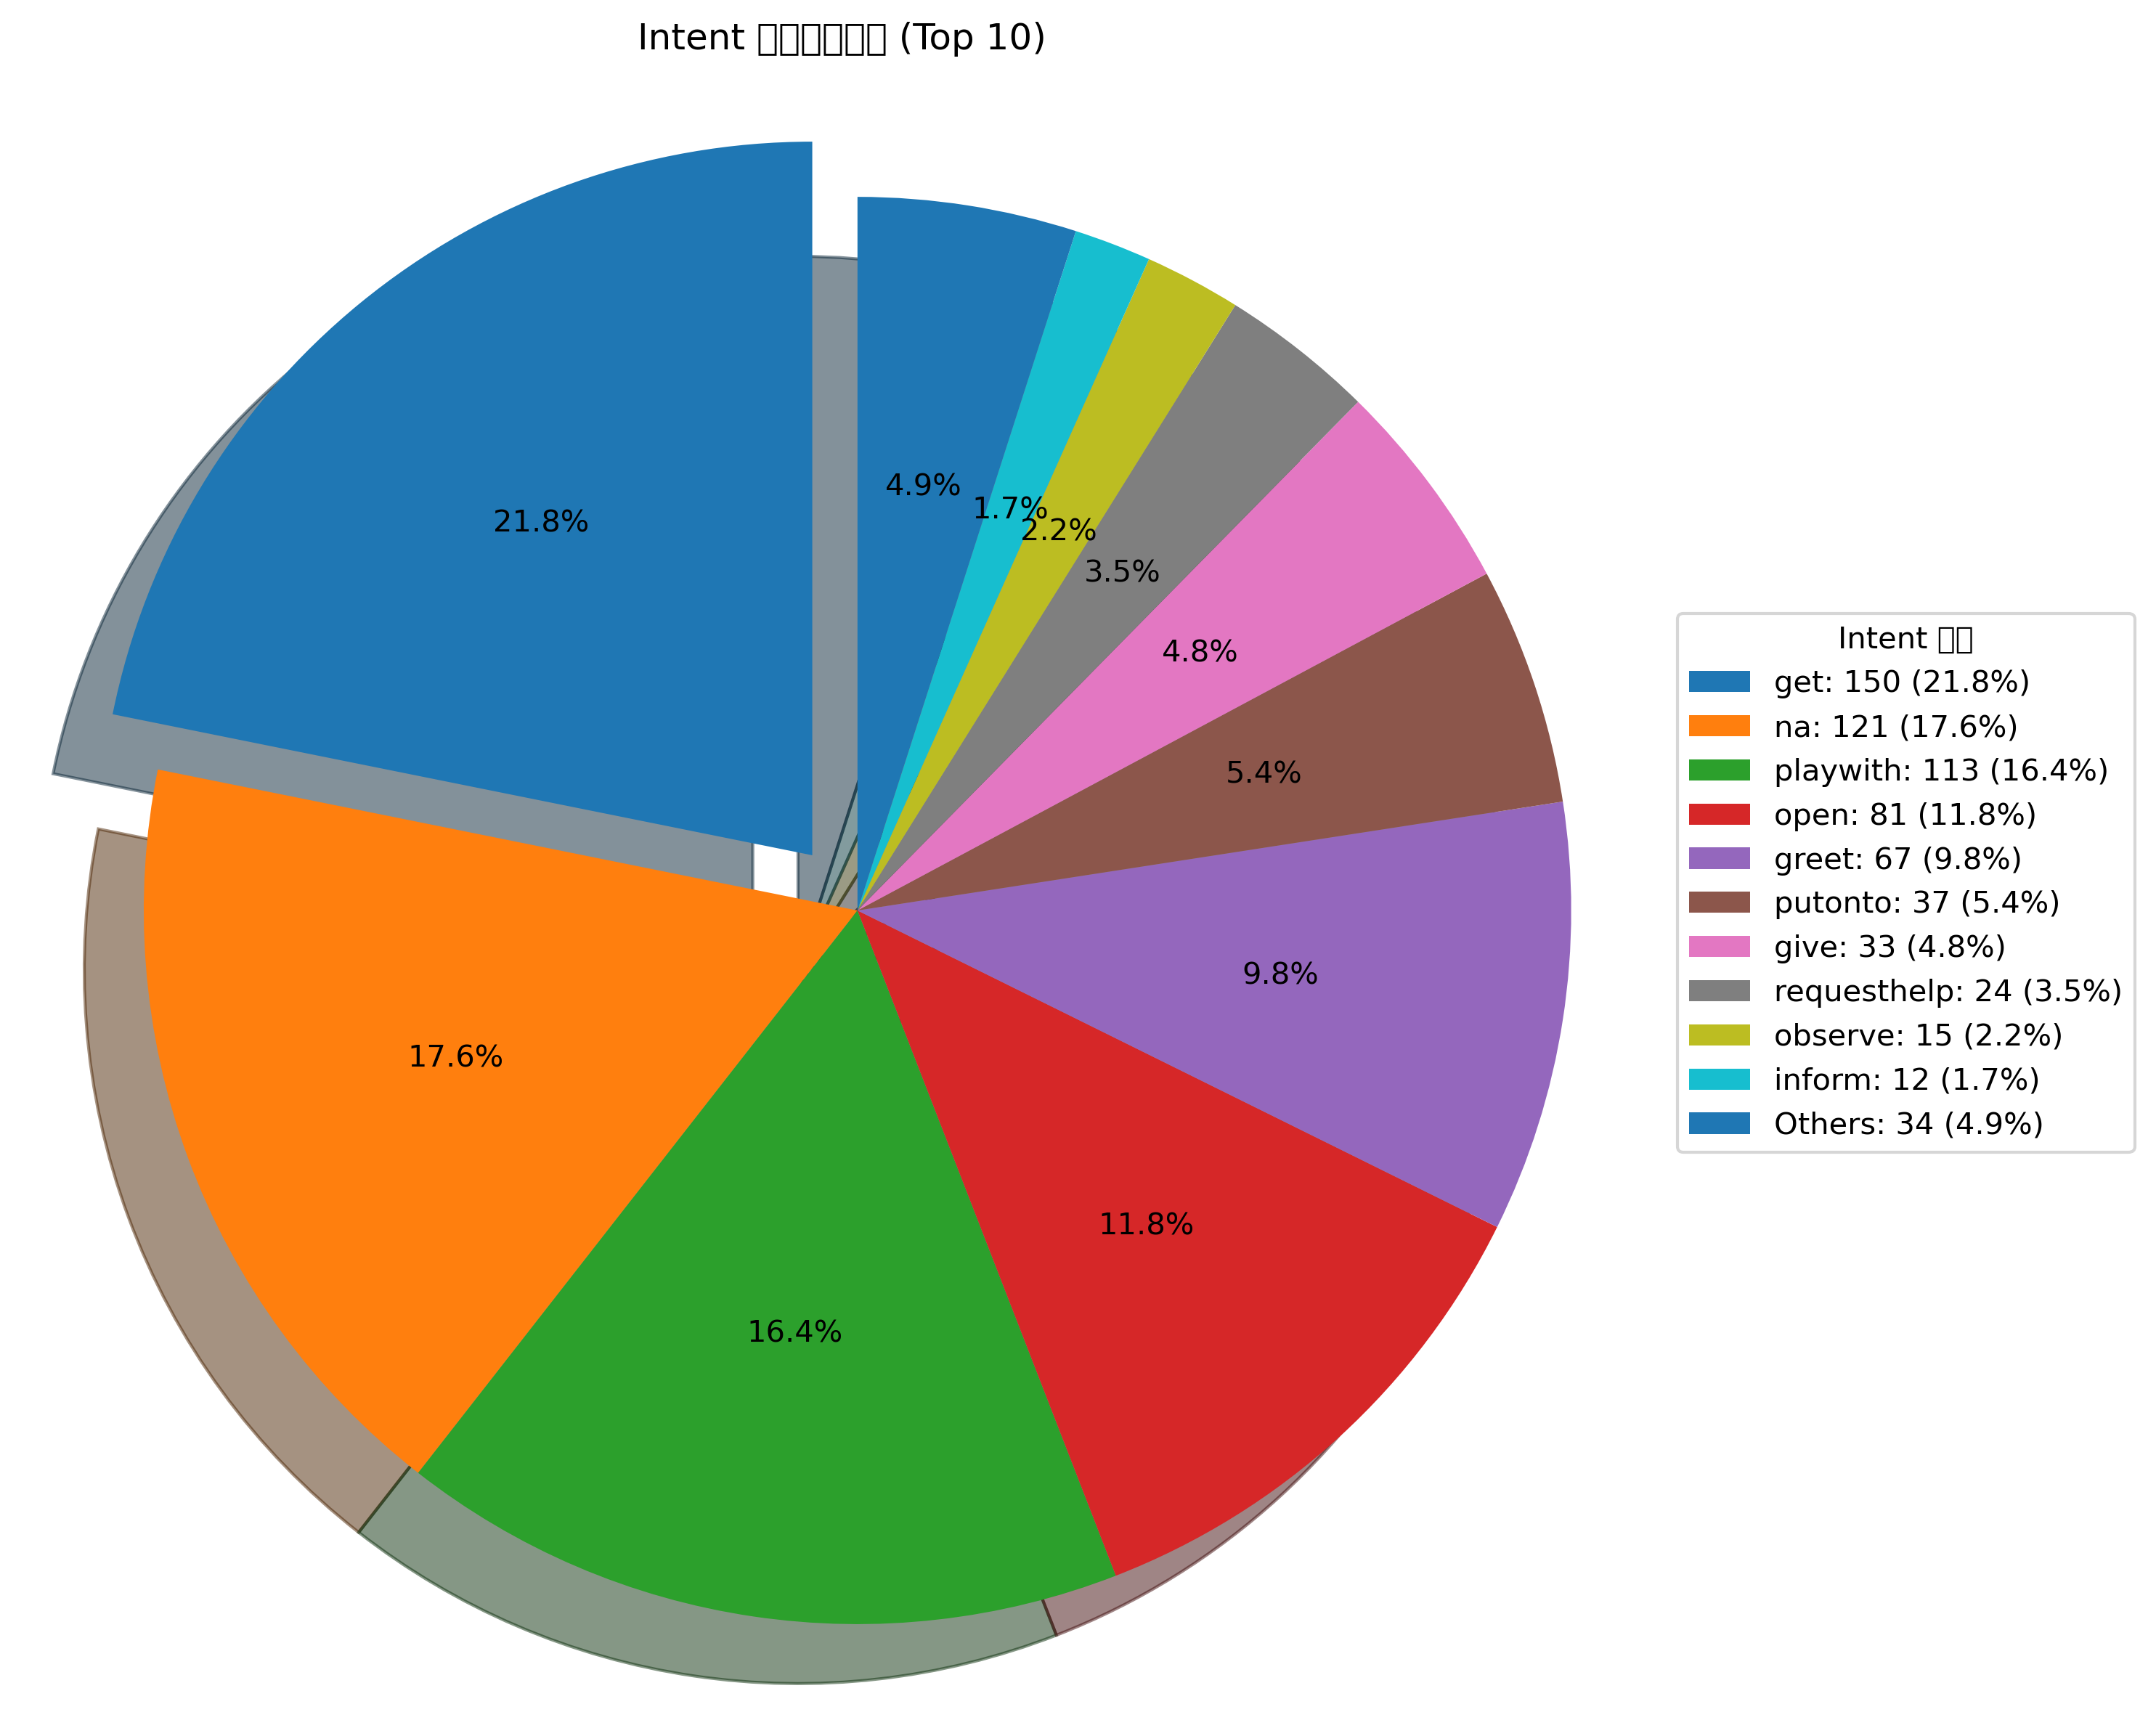 Intent (Top 10)
21.8%
4.9%
1.7%
2.2%
3.5%
4.8%
5.4%
9.8%
11.8%
16.4%
17.6%
Intent
get: 150 (21.8%)
na: 121 (17.6%)
playwith: 113 (16.4%)
open: 81 (11.8%)
greet: 67 (9.8%)
putonto: 37 (5.4%)
give: 33 (4.8%)
requesthelp: 24 (3.5%)
observe: 15 (2.2%)
inform: 12 (1.7%)
Others: 34 (4.9%)